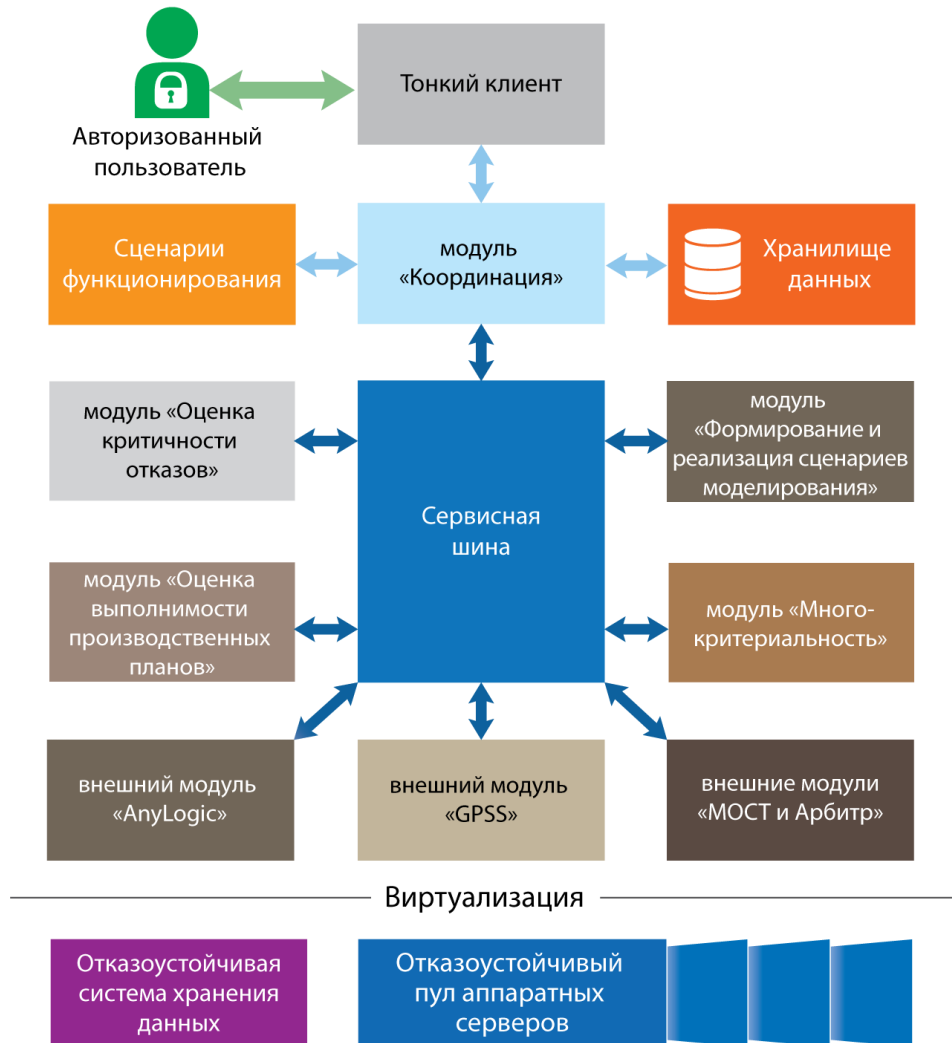 Тонкий клиент
Авторизованный
пользователь
Сценарии
функционирования
модуль
«Координация»
Хранилище
данных
модуль «Оценка
критичности
отказов»
Сервисная
шина
модуль
«Формирование и
реализация сценариев
моделирования»
модуль «Оценка
выполнимости
производственных
планов»
модуль «Много-
критериальность»
внешний модуль
«AnyLogic»
внешний модуль
«GPSS»
внешние модули
«МОСТ и Арбитр»
Виртуализация
Отказоустойчивая
система хранения
данных
Отказоустойчивый
пул аппаратных
серверов